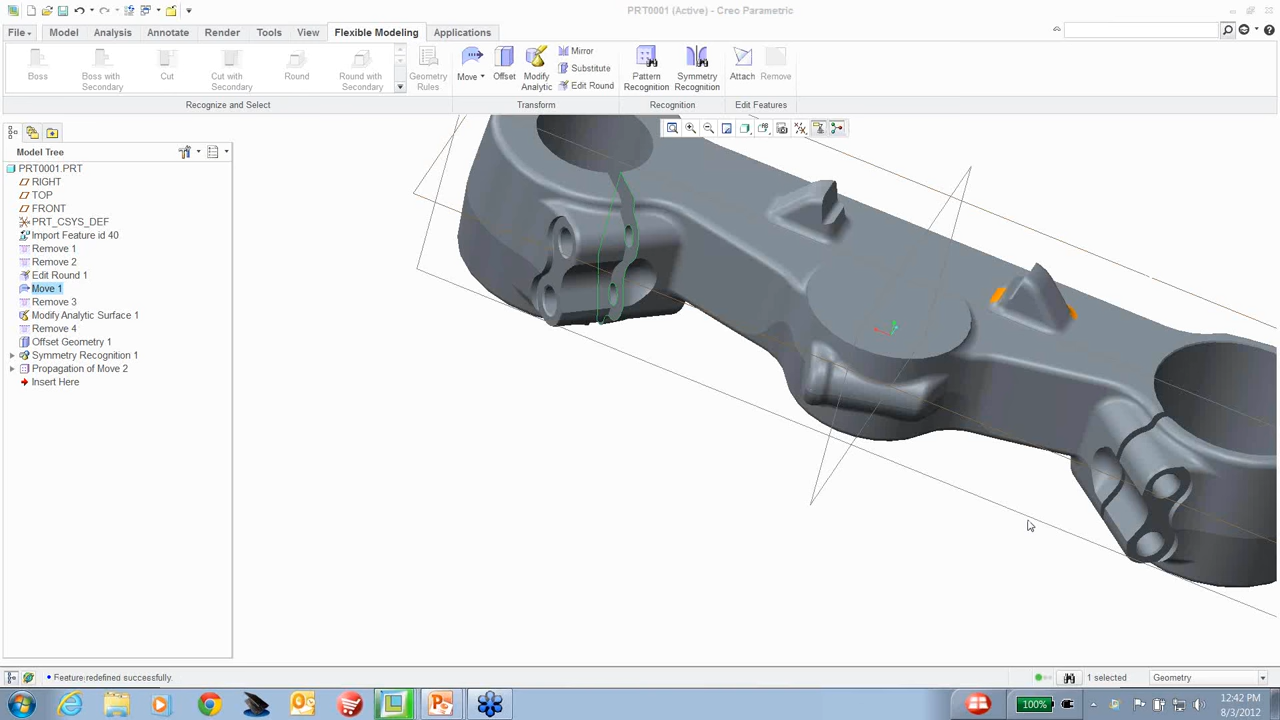 PRT0001 (Active) - Creo Parametric
File Model Analysis Annotate Render Tools View Flexible Modeling Applications
Boss
Boss with Secondary
Cut
Cut with Secondary
Round
Round with Secondary
Geometry Rules
Move
Offset
Modify Analytic
Mirror
Substitute
Edit Round
Pattern Recognition
Symmetry Recognition
Attach
Remove
Recognize and Select
Transform
Recognition
Edit Features
Model Tree
PRT0001.PRT
RIGHT
TOP
FRONT
PRT_CSYS_DEF
Import Feature id 40
Remove 1
Remove 2
Edit Round 1
Move 1
Remove 3
Modify Analytic Surface 1
Remove 4
Offset Geometry 1
Symmetry Recognition 1
Propagation of Move 2
Insert Here
• Feature redefined successfully.
1 selected
Geometry
100%
12:42 PM
8/3/2012